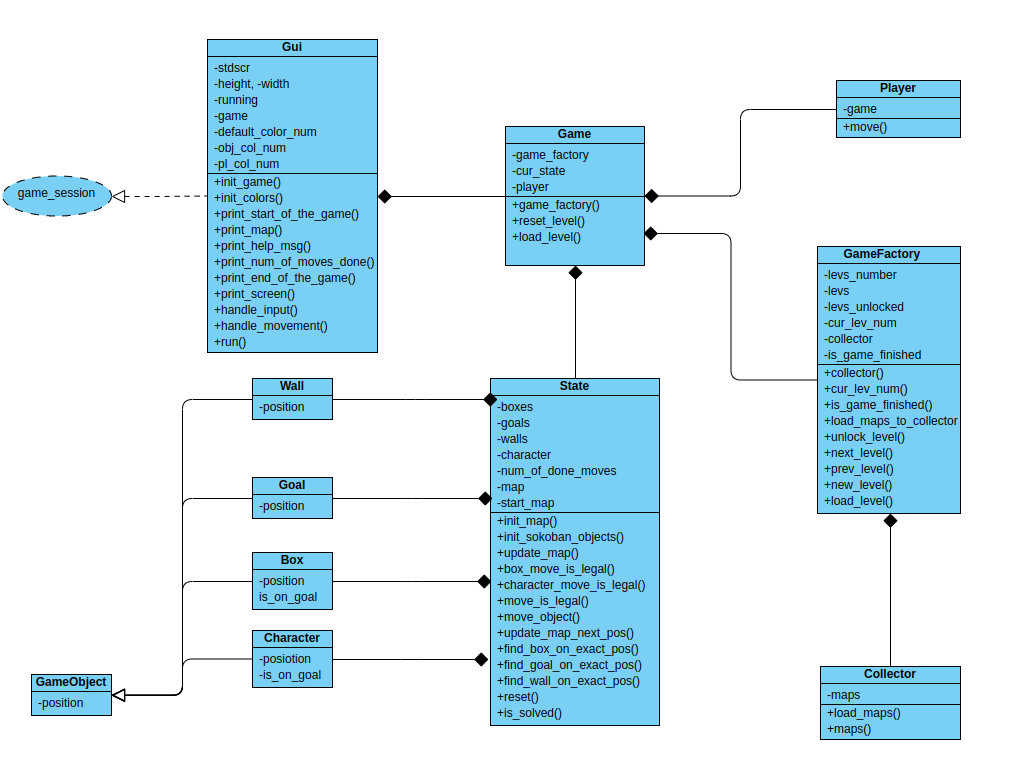 Gui
-stdscr
-height, -width
-running
-game
-default_color_num
-obj_col_num
-pl_col_num
+init_game()
+init_colors()
+print_start_of_the_game()
+print_map()
+print_help_msg()
+print_num_of_moves_done()
+print_end_of_the_game()
+print_screen()
+handle_input()
+handle_movement()
+run()
game_session
Game
-game_factory
-cur_state
-player
+game_factory()
+reset_level()
+load_level()
Player
-game
+move()
GameFactory
-levs_number
-levs
-levs_unlocked
-cur_lev_num
-collector
-is_game_finished
+collector()
+cur_lev_num()
+is_game_finished()
+load_maps_to_collector
+unlock_level()
+next_level()
+prev_level()
+new_level()
+load_level()
Wall
-position
Goal
-position
Box
-position
is_on_goal
Character
-posiotion
-is_on_goal
GameObject
-position
State
-boxes
-goals
-walls
-character
-num_of_done_moves
-map
-start_map
+init_map()
+init_sokoban_objects()
+update_map()
+box_move_is_legal()
+character_move_is_legal()
+move_is_legal()
+move_object()
+update_map_next_pos()
+find_box_on_exact_pos()
+find_goal_on_exact_pos()
+find_wall_on_exact_pos()
+reset()
+is_solved()
Collector
-maps
+load_maps()
+maps()